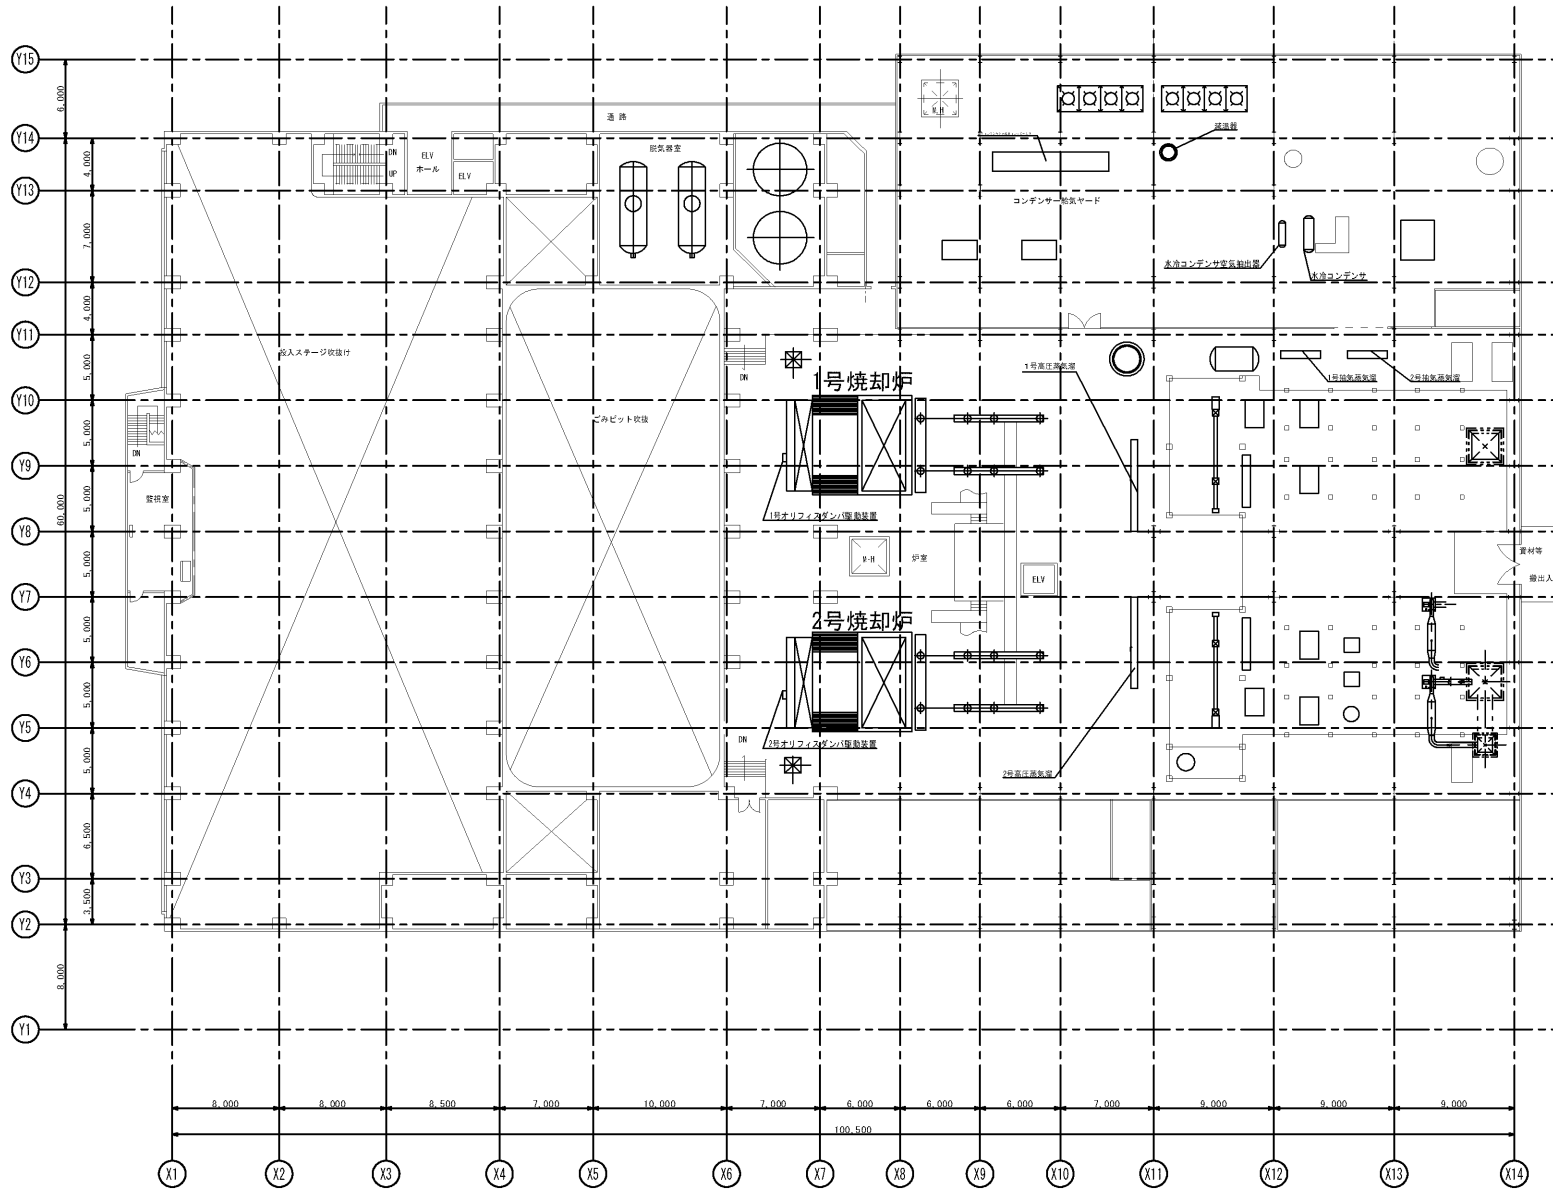 Y15
6,000
通 路
M-H
蒸温器
Y14
4,000
DN
ELV
ホール
脱気器室
UP
ELV
Y13
7,000
コンデンサー給気ヤード
水冷コンデンサ空気抽出器
水冷コンデンサ
Y12
4,000
Y11
5,000
投入ステージ吹抜け
DN
1号焼却炉
1号高圧蒸気溜
1号抽気蒸気溜
2号抽気蒸気溜
Y10
5,000
ごみピット吹抜
DN
Y9
5,000
60,000
監視室
1号オリフィスダンパ駆動装置
Y8
5,000
M-H
炉室
ELV
資材等
搬出入
Y7
5,000
2号焼却炉
Y6
5,000
Y5
5,000
DN
2号オリフィスダンパ駆動装置
2号高圧蒸気溜
Y4
6,500
Y3
3,500
Y2
8,000
Y1
8,000
8,000
8,500
7,000
10,000
7,000
6,000
6,000
6,000
7,000
9,000
9,000
9,000
100,500
X1
X2
X3
X4
X5
X6
X7
X8
X9
X10
X11
X12
X13
X14